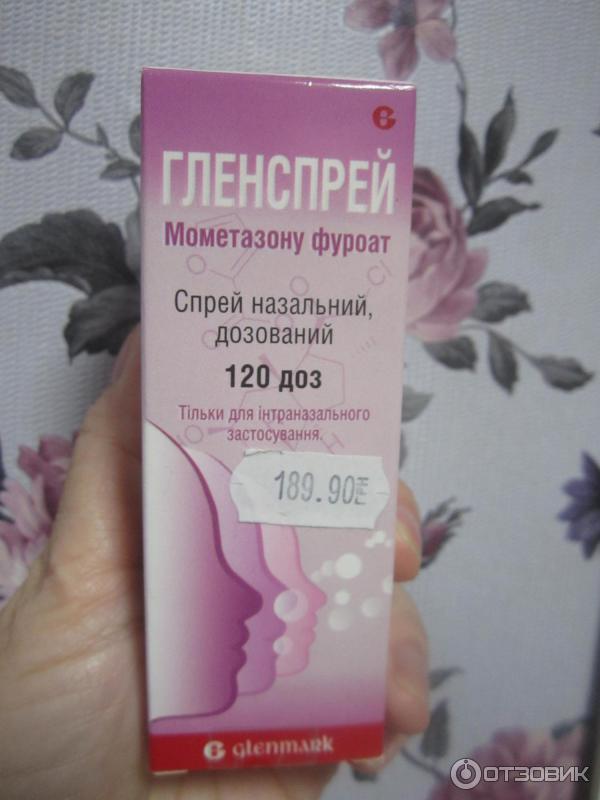 ГЛЕНСПРЕЙ
Мометазону фуроат
Спрей назальний,
дозований
120 доз
Тільки для інтраназального
застосування.
189.90
G glenmark
ОТЗОВИК